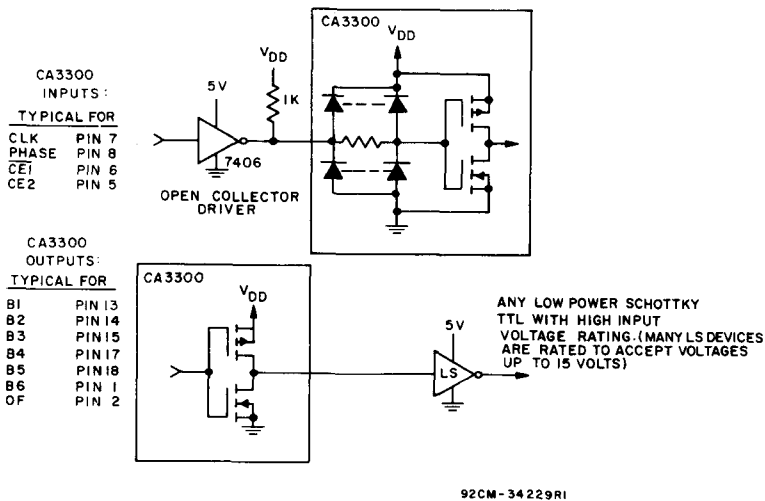 CA3300
INPUTS:
TYPICAL FOR
CLK PIN 7
PHASE PIN 8
CE1 PIN 6
CE2 PIN 5
5V
7406
OPEN COLLECTOR
DRIVER
VDD
1K
CA3300
VDD
CA3300
OUTPUTS:
TYPICAL FOR
B1 PIN 13
B2 PIN 14
B3 PIN 15
B4 PIN 17
B5 PIN 18
B6 PIN 1
OF PIN 2
CA3300
VDD
5V
LS
ANY LOW POWER SCHOTTKY
TTL WITH HIGH INPUT
VOLTAGE RATING. (MANY LS DEVICES
ARE RATED TO ACCEPT VOLTAGES
UP TO 15 VOLTS)
92CM-34229R1